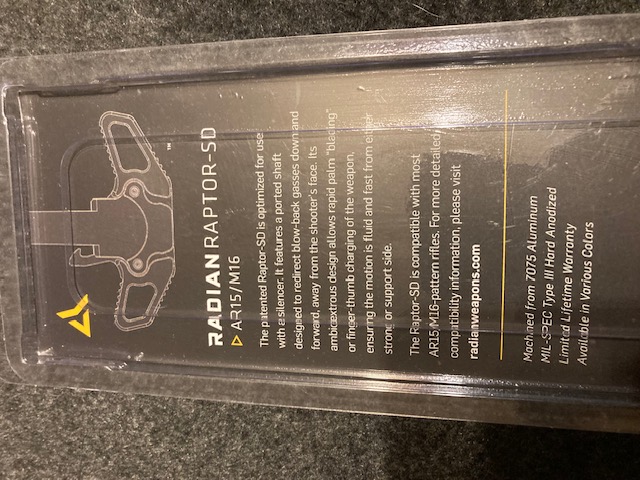 RADIAN RAPTOR-SD ™
AR15/M16
The patented Raptor-SD is optimized for use
with a silencer. It features a ported shaft
designed to redirect blow-back gasses down and
forward, away from the shooter's face. Its
ambidextrous design allows rapid palm "blading"
or finger-thumb charging of the weapon,
ensuring the motion is fluid and fast from either
strong or support side.
The Raptor-SD is compatible with most
AR15/M16-pattern rifles. For more detailed
compatibility information, please visit
radianweapons.com
Machined from 7075 Aluminum
MIL-SPEC Type III Hard Anodized
Limited Lifetime Warranty
Available in Various Colors